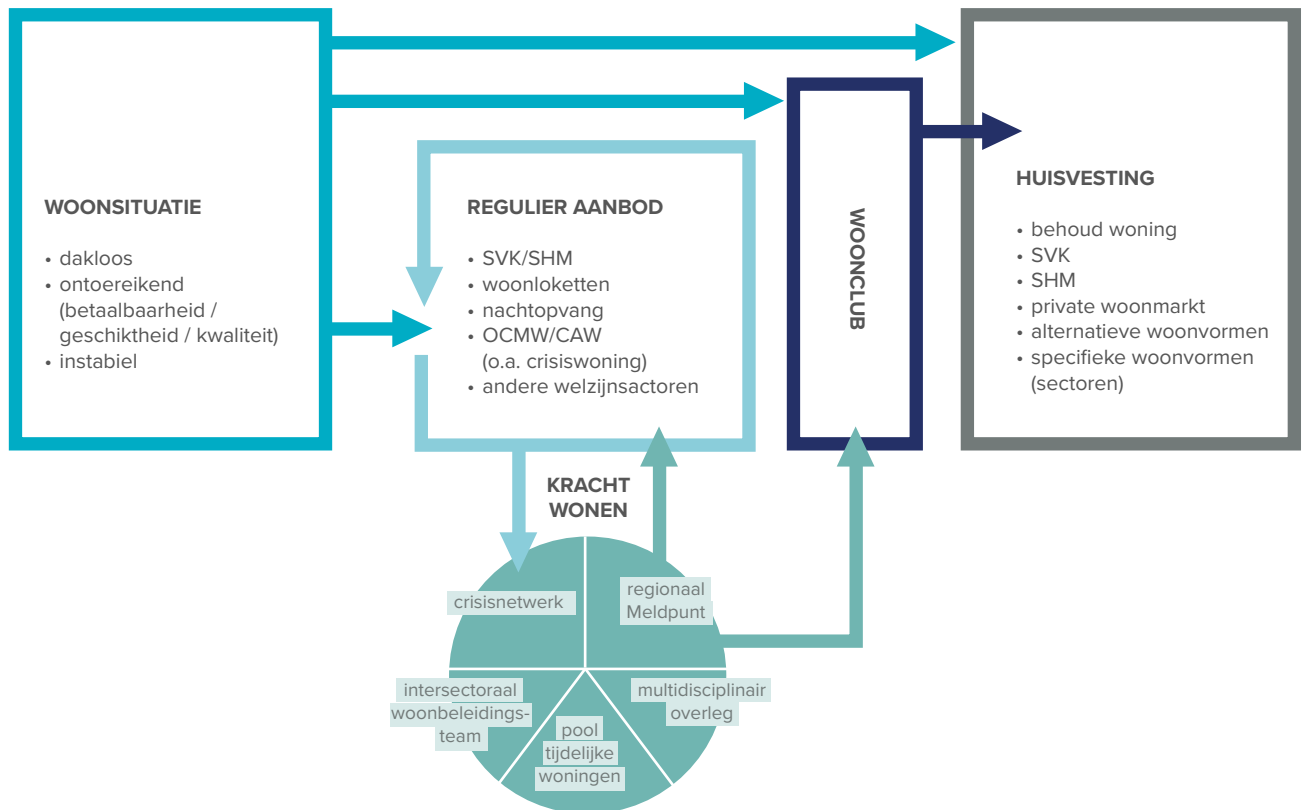 WOONSITUATIE
• dakloos
• ontoereikend
(betaalbaarheid /
geschiktheid / kwaliteit)
• instabiel
REGULIER AANBOD
• SVK/SHM
• woonloketten
• nachtopvang
• OCMW/CAW
(o.a. crisiswoning)
• andere welzijnsactoren
WOONCLUB
HUISVESTING
• behoud woning
• SVK
• SHM
• private woonmarkt
• alternatieve woonvormen
• specifieke woonvormen
(sectoren)
KRACHT
WONEN
crisisnetwerk
regionaal
Meldpunt
intersectoraal
woonbeleidings-
team
pool
tijdelijke
woningen
multidisciplinair
overleg